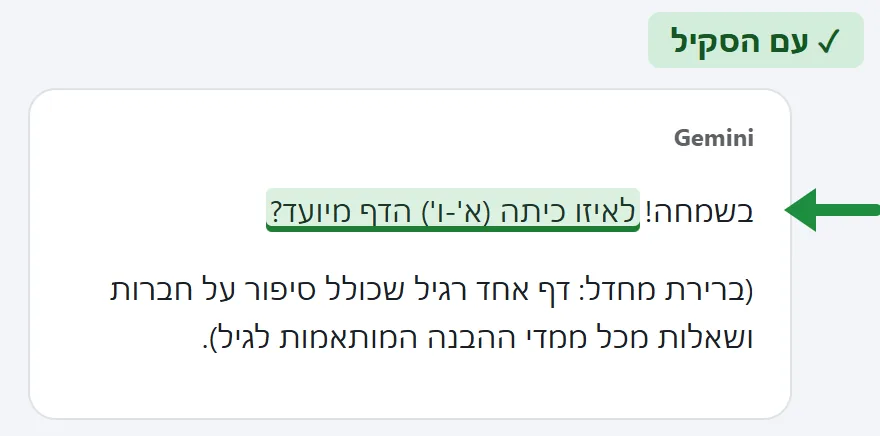 ✓ עם הסקיל
Gemini
בשמחה! לאיזו כיתה (א'-ו') הדף מיועד?
(ברירת מחדל: דף אחד רגיל שכולל סיפור על חברות
ושאלות מכל ממדי ההבנה המותאמות לגיל).